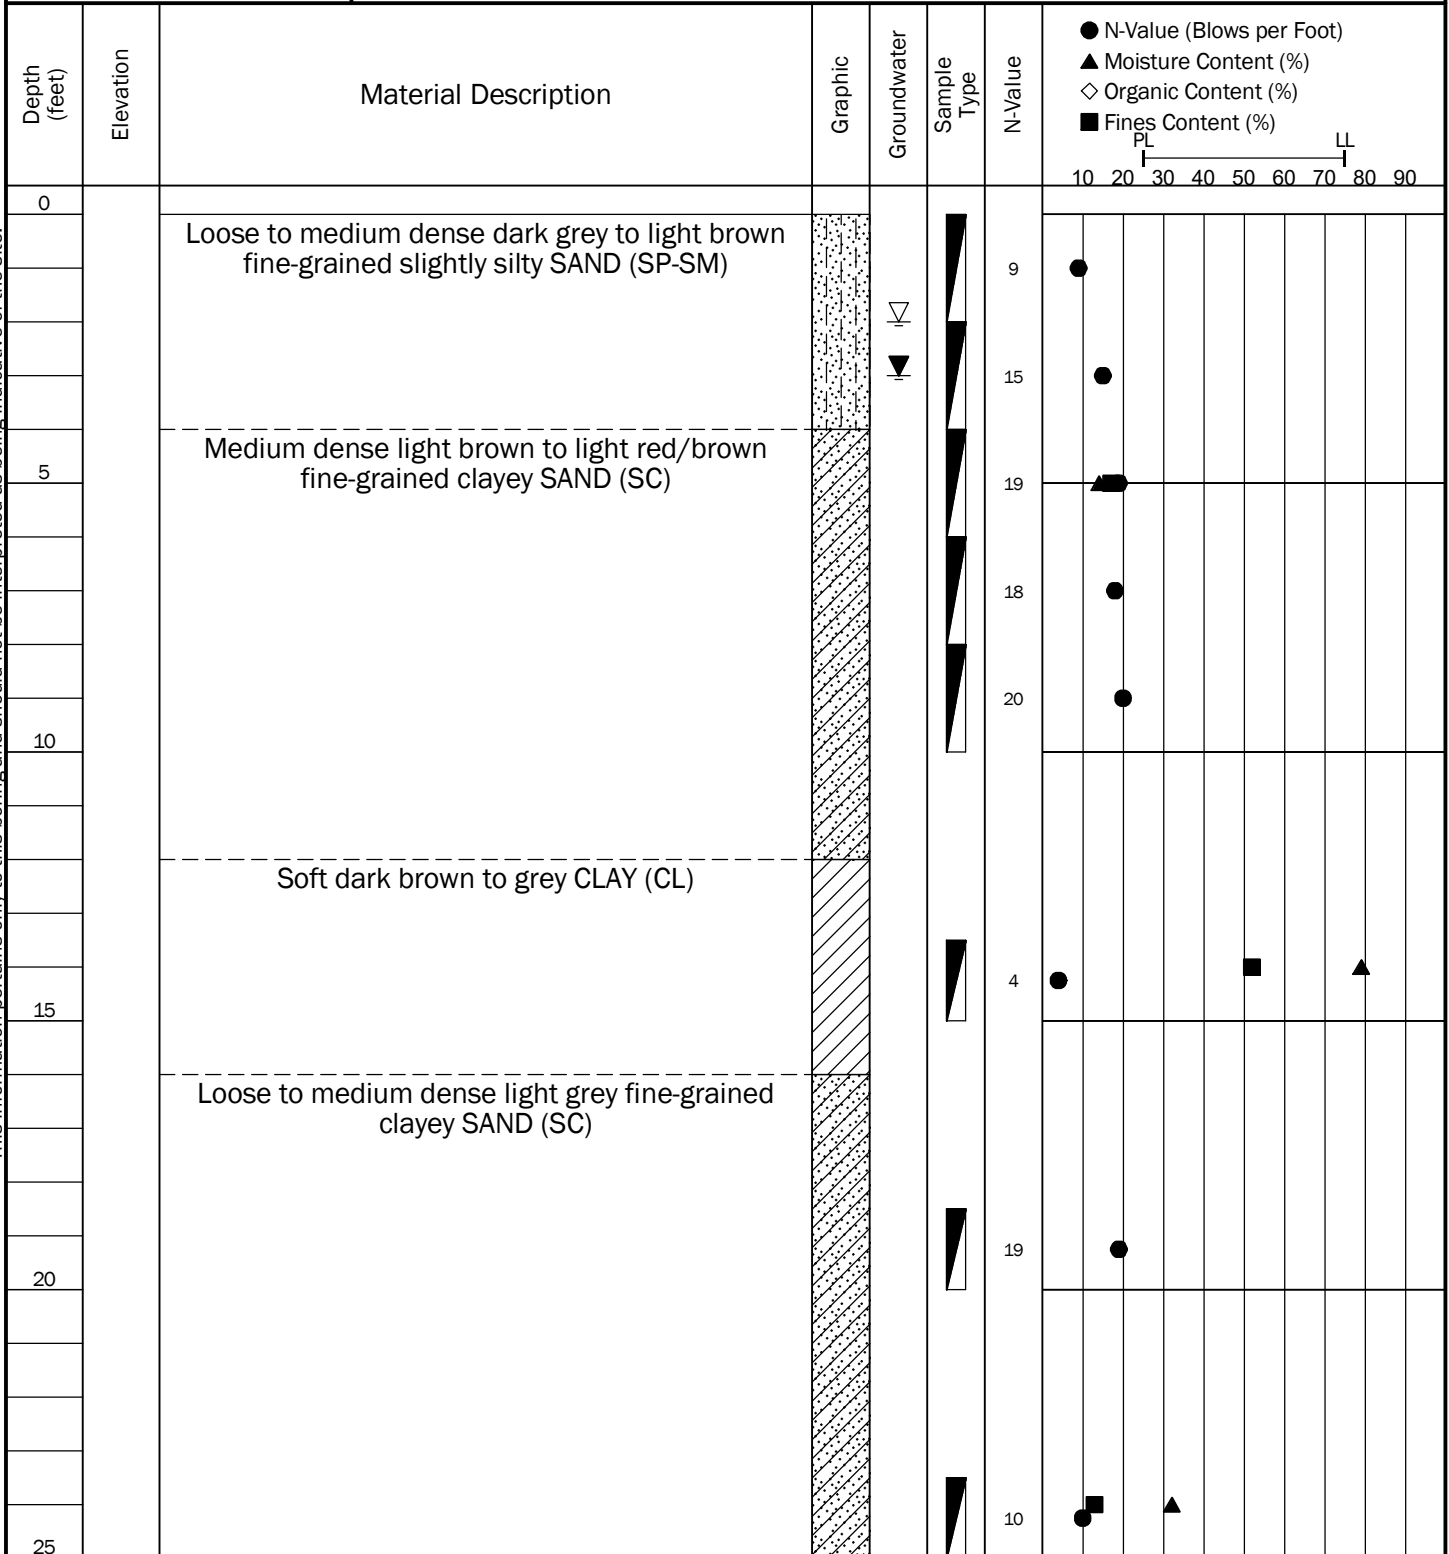 Depth
(feet)
Elevation
Material Description
Graphic
Groundwater
Sample
Type
N-Value
N-Value (Blows per Foot)
Moisture Content (%)
Organic Content (%)
Fines Content (%)
PL LL
10 20 30 40 50 60 70 80 90
0
Loose to medium dense dark grey to light brown
fine-grained slightly silty SAND (SP-SM)
9
15
Medium dense light brown to light red/brown
fine-grained clayey SAND (SC)
5
19
18
20
10
Soft dark brown to grey CLAY (CL)
4
15
Loose to medium dense light grey fine-grained
clayey SAND (SC)
19
20
10
25